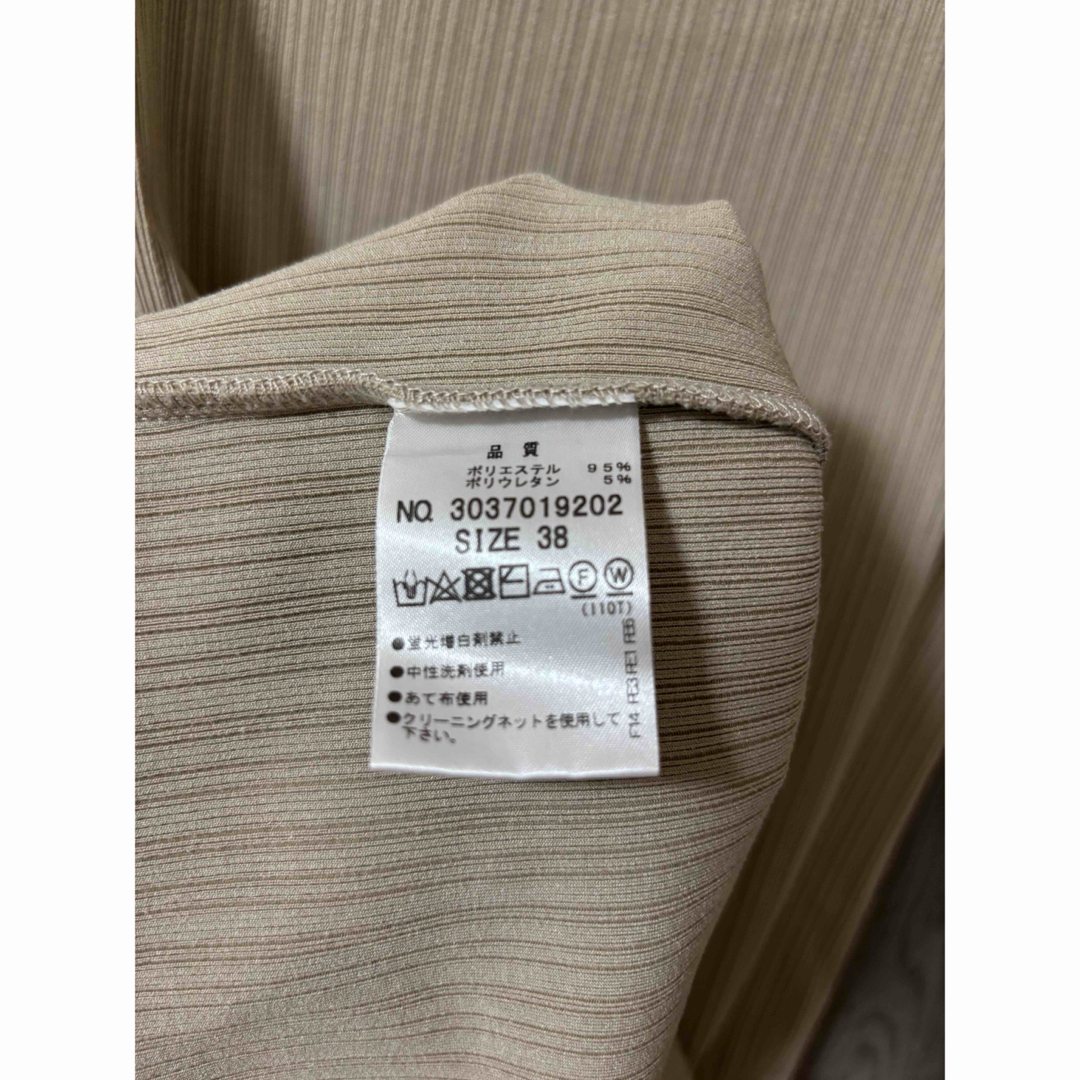 品質
ポリエステル 95%
ポリウレタン 5%
NO. 3037019202
SIZE 38
F W
(110T)
●蛍光増白剤禁止
●中性洗剤使用
●あて布使用
●クリーニングネットを使用して
下さい。
F14 PE3 PE1